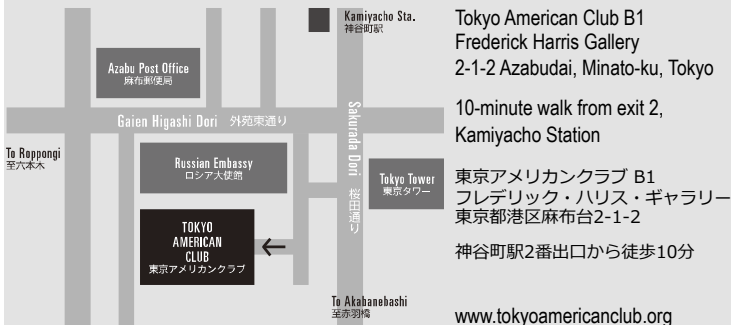 Kamiyacho Sta.
神谷町駅
Azabu Post Office
麻布郵便局
Gaien Higashi Dori 外苑東通り
Sakurada Dori 桜田通り
To Roppongi
至六本木
Russian Embassy
ロシア大使館
Tokyo Tower
東京タワー
TOKYO
AMERICAN
CLUB
東京アメリカンクラブ
To Akabanebashi
至赤羽橋
Tokyo American Club B1
Frederick Harris Gallery
2-1-2 Azabudai, Minato-ku, Tokyo
10-minute walk from exit 2,
Kamiyacho Station
東京アメリカンクラブ B1
フレデリック・ハリス・ギャラリー
東京都港区麻布台2-1-2
神谷町駅2番出口から徒歩10分
www.tokyoamericanclub.org